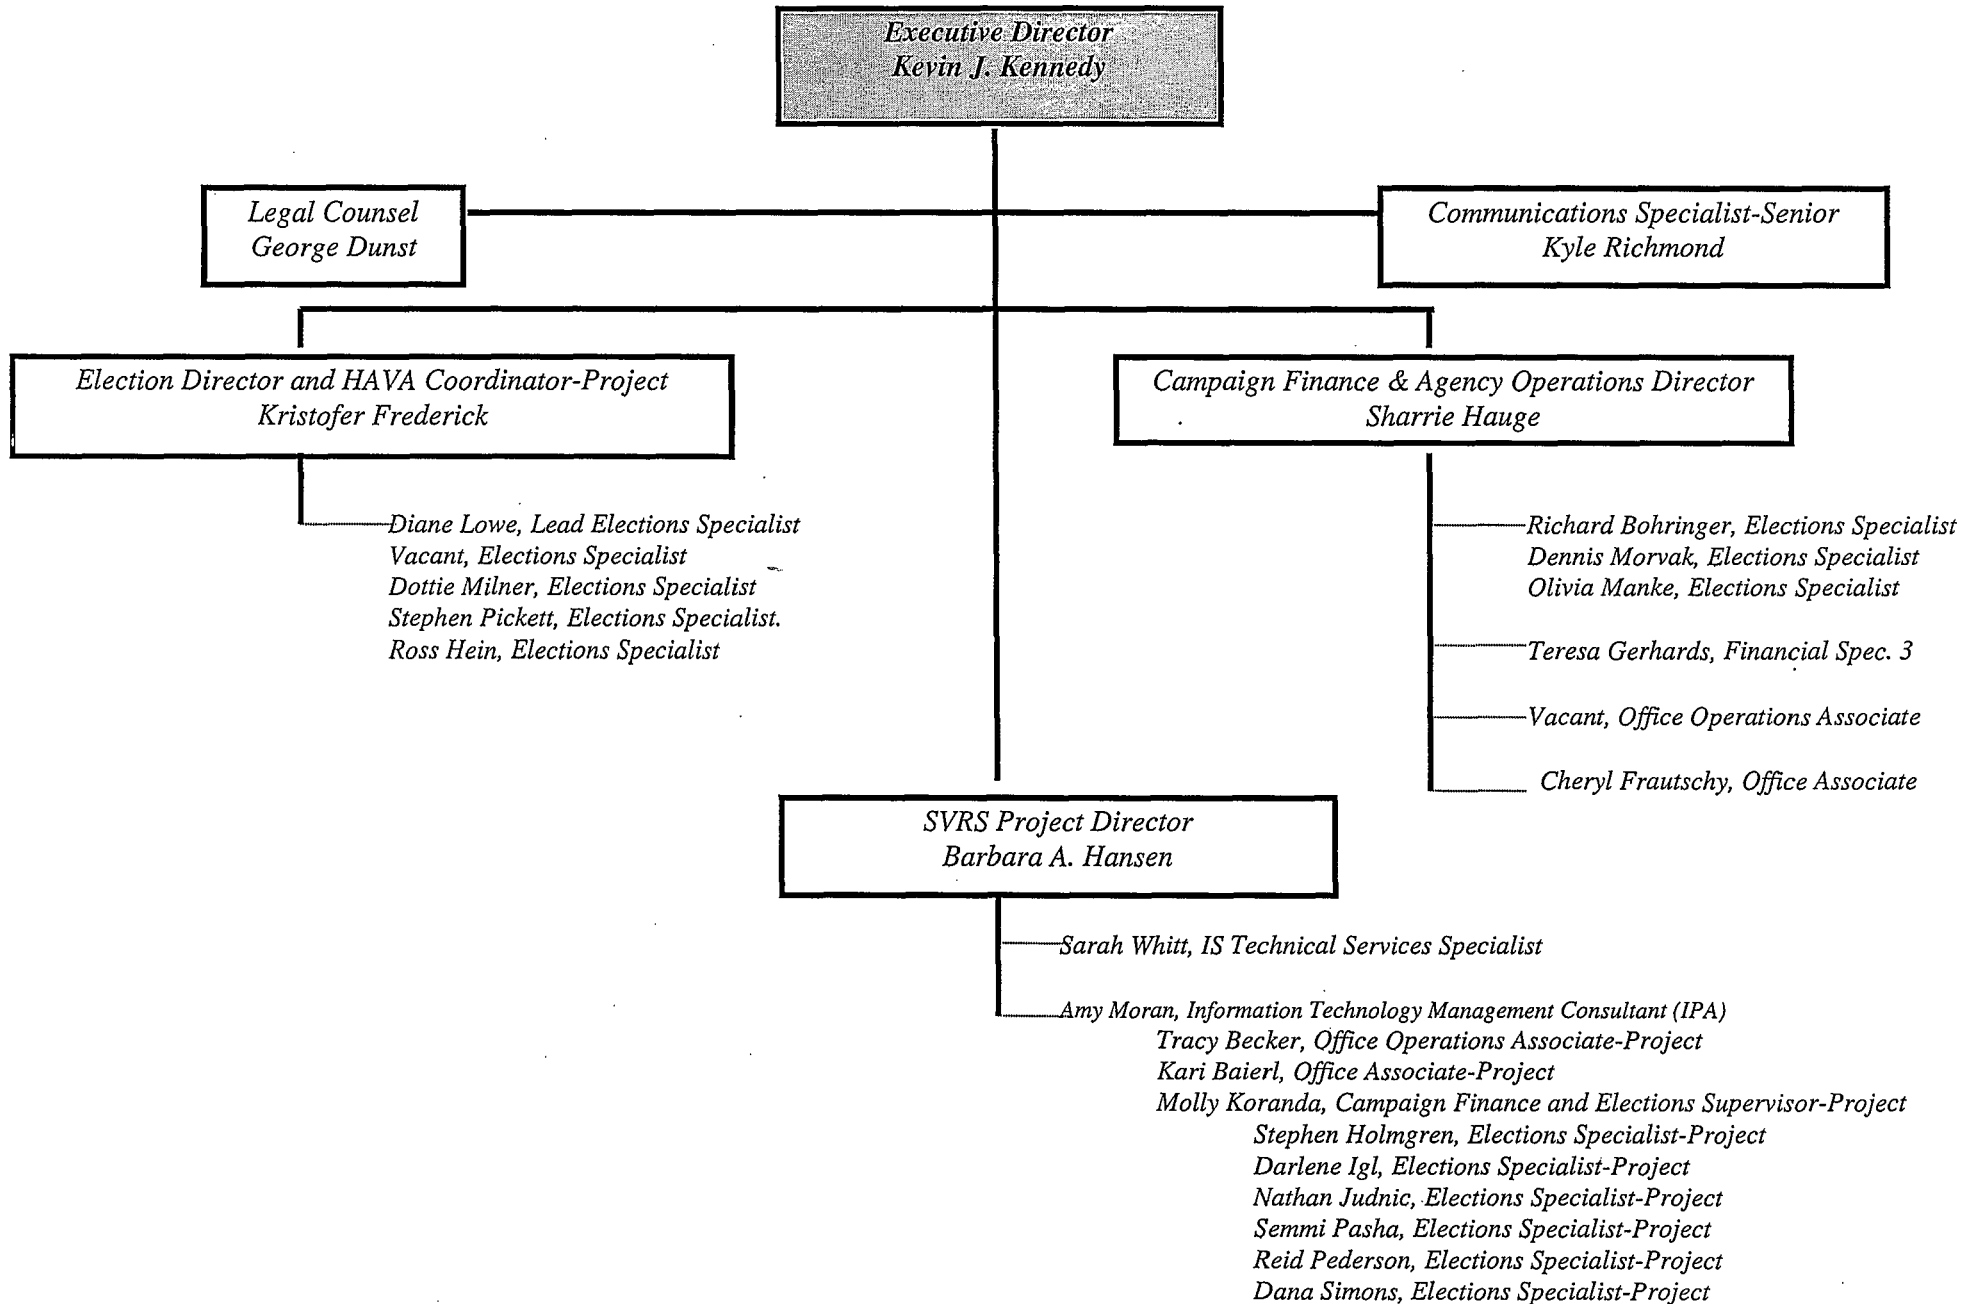 Executive Director
Kevin J. Kennedy
Legal Counsel
George Dunst
Communications Specialist-Senior
Kyle Richmond
Election Director and HAVA Coordinator-Project
Kristofer Frederick
Campaign Finance & Agency Operations Director
Sharrie Hauge
Diane Lowe, Lead Elections Specialist
Vacant, Elections Specialist
Dottie Milner, Elections Specialist
Stephen Pickett, Elections Specialist.
Ross Hein, Elections Specialist
Richard Bohringer, Elections Specialist
Dennis Morvak, Elections Specialist
Olivia Manke, Elections Specialist
Teresa Gerhards, Financial Spec. 3
Vacant, Office Operations Associate
Cheryl Frautschy, Office Associate
SVRS Project Director
Barbara A. Hansen
Sarah Whitt, IS Technical Services Specialist
Amy Moran, Information Technology Management Consultant (IPA)
Tracy Becker, Office Operations Associate-Project
Kari Baierl, Office Associate-Project
Molly Koranda, Campaign Finance and Elections Supervisor-Project
Stephen Holmgren, Elections Specialist-Project
Darlene Igl, Elections Specialist-Project
Nathan Judnic, Elections Specialist-Project
Semmi Pasha, Elections Specialist-Project
Reid Pederson, Elections Specialist-Project
Dana Simons, Elections Specialist-Project